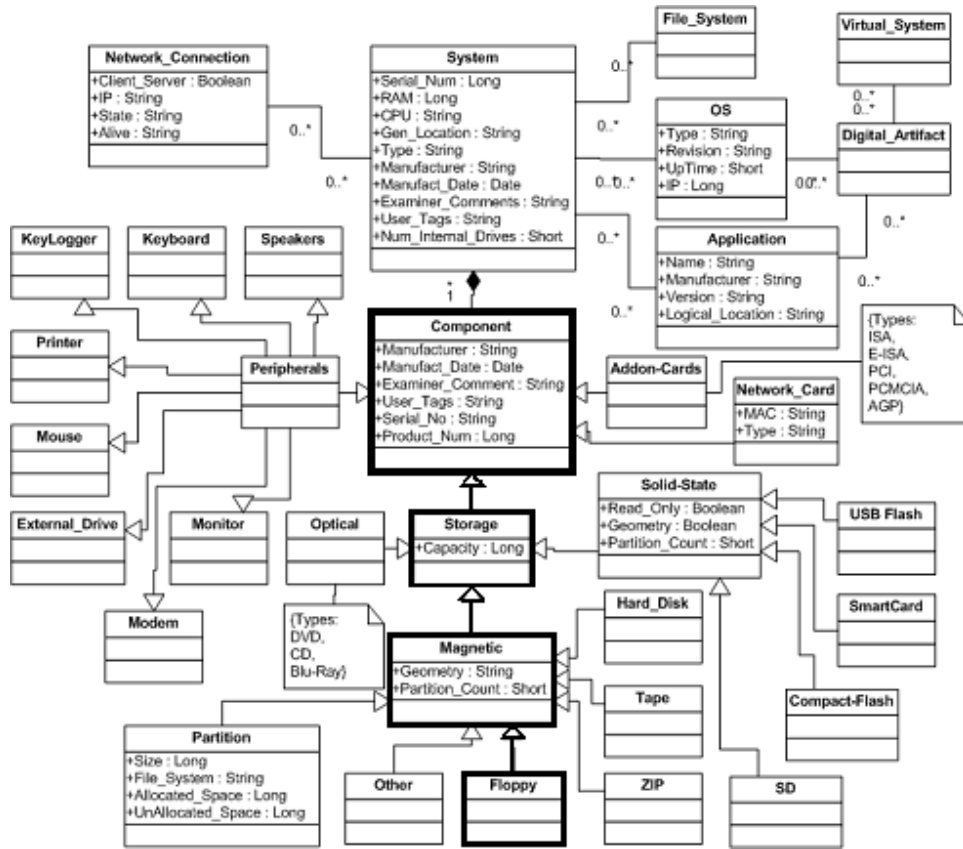 Network_Connection
+Client_Server : Boolean
+IP : String
+State : String
+Alive : String
0..*
0..*
System
+Serial_Num : Long
+RAM : Long
+CPU : String
+Gen_Location : String
+Type : String
+Manufacturer : String
+Manufact_Date : Date
+Examiner_Comments : String
+User_Tags : String
+Num_Internal_Drives : Short
File_System
0..*
0..*
Virtual_System
0..*
0..*
OS
+Type : String
+Revision : String
+UpTime : Short
+IP : Long
Digital_Artifact
0..*
0..*
Application
+Name : String
+Manufacturer : String
+Version : String
+Logical_Location : String
0..*
0..*
KeyLogger
Keyboard
Speakers
*
1
Component
+Manufacturer : String
+Manufact_Date : Date
+Examiner_Comment : String
+User_Tags : String
+Serial_No : String
+Product_Num : Long
Printer
Peripherals
Mouse
External_Drive
Monitor
Modem
Addon-Cards
{Types:
ISA,
E-ISA,
PCI,
PCMCIA,
AGP}
Network_Card
+MAC : String
+Type : String
Optical
{Types:
DVD,
CD,
Blu-Ray}
Storage
+Capacity : Long
Solid-State
+Read_Only : Boolean
+Geometry : Boolean
+Partition_Count : Short
USB Flash
SmartCard
Compact-Flash
SD
Magnetic
+Geometry : String
+Partition_Count : Short
Hard_Disk
Tape
ZIP
Partition
+Size : Long
+File_System : String
+Allocated_Space : Long
+UnAllocated_Space : Long
Other
Floppy